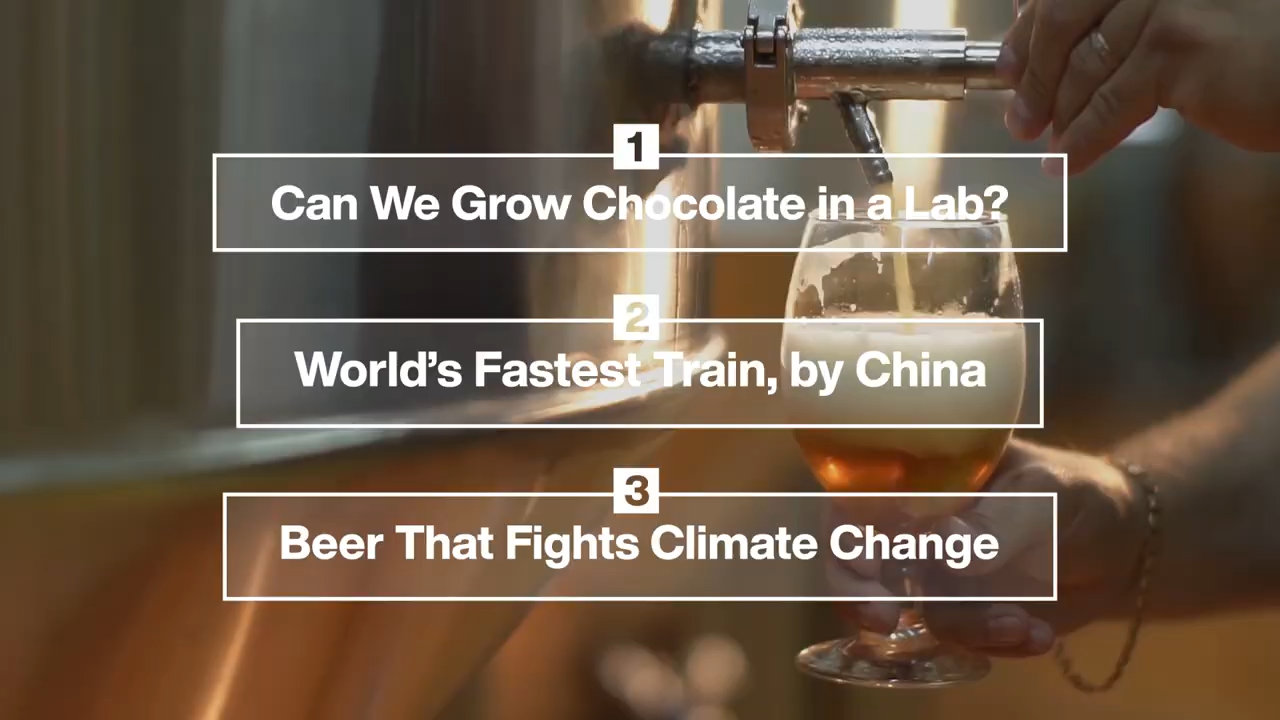 1
Can We Grow Chocolate in a Lab?
2
World's Fastest Train, by China
3
Beer That Fights Climate Change